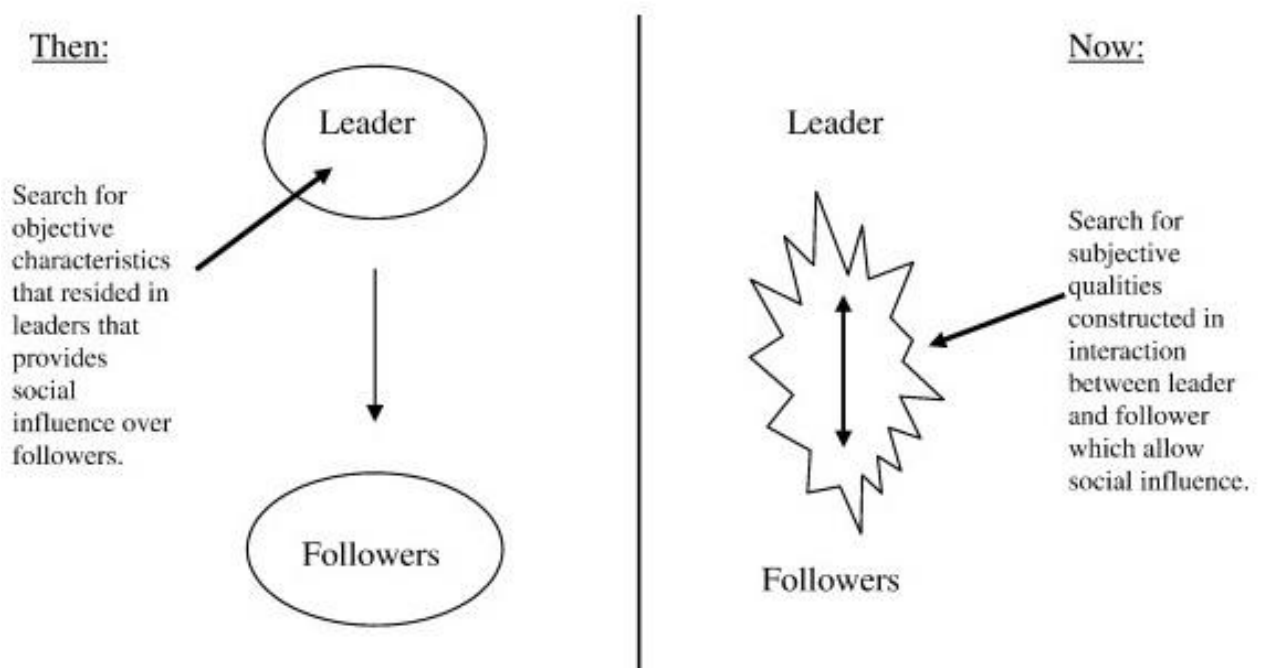 Then:
Leader
Search for
objective
characteristics
that resided in
leaders that
provides
social
influence over
followers.
Followers
Now:
Leader
Search for
subjective
qualities
constructed in
interaction
between leader
and follower
which allow
social influence.
Followers